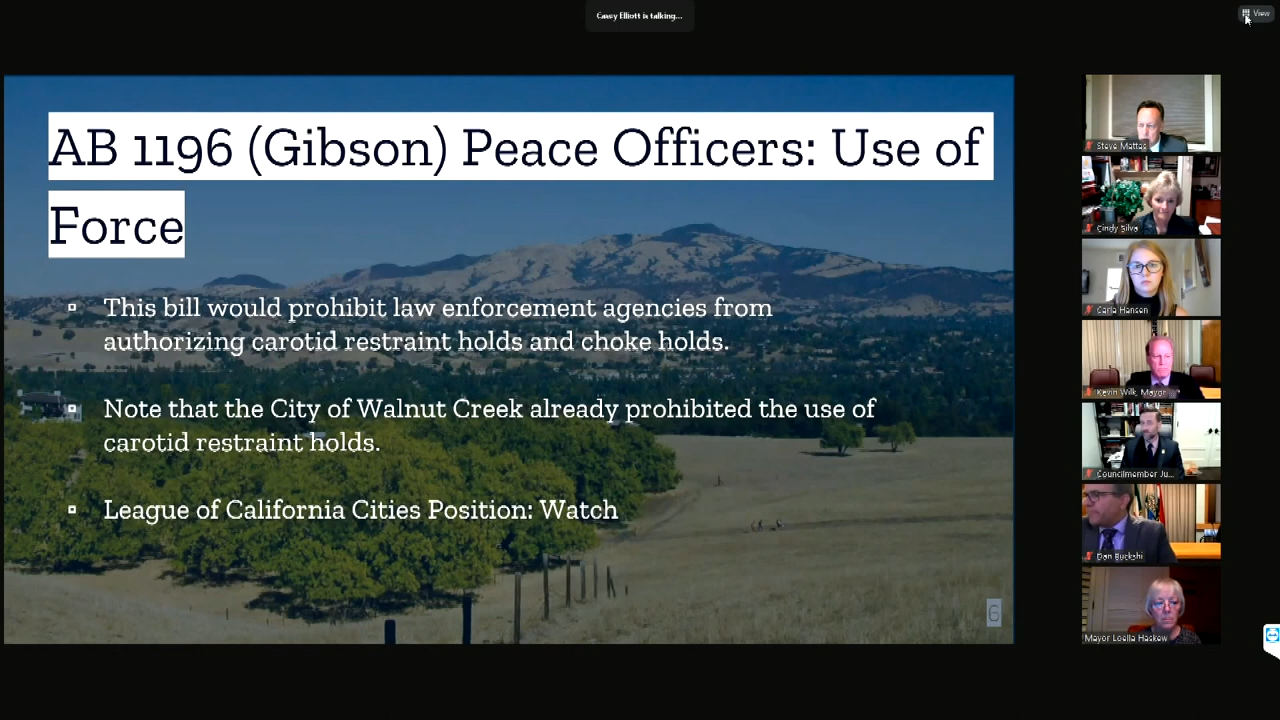 Casey Elliott is talking...
View
AB 1196 (Gibson) Peace Officers: Use of
Force
This bill would prohibit law enforcement agencies from
authorizing carotid restraint holds and choke holds.
Note that the City of Walnut Creek already prohibited the use of
carotid restraint holds.
League of California Cities Position: Watch
6
Steve Mattas
Cindy Silva
Carla Hansen
Kevin Wilk, Mayor...
Councilmember Ju...
Dan Buckshi
Mayor Loella Haskew